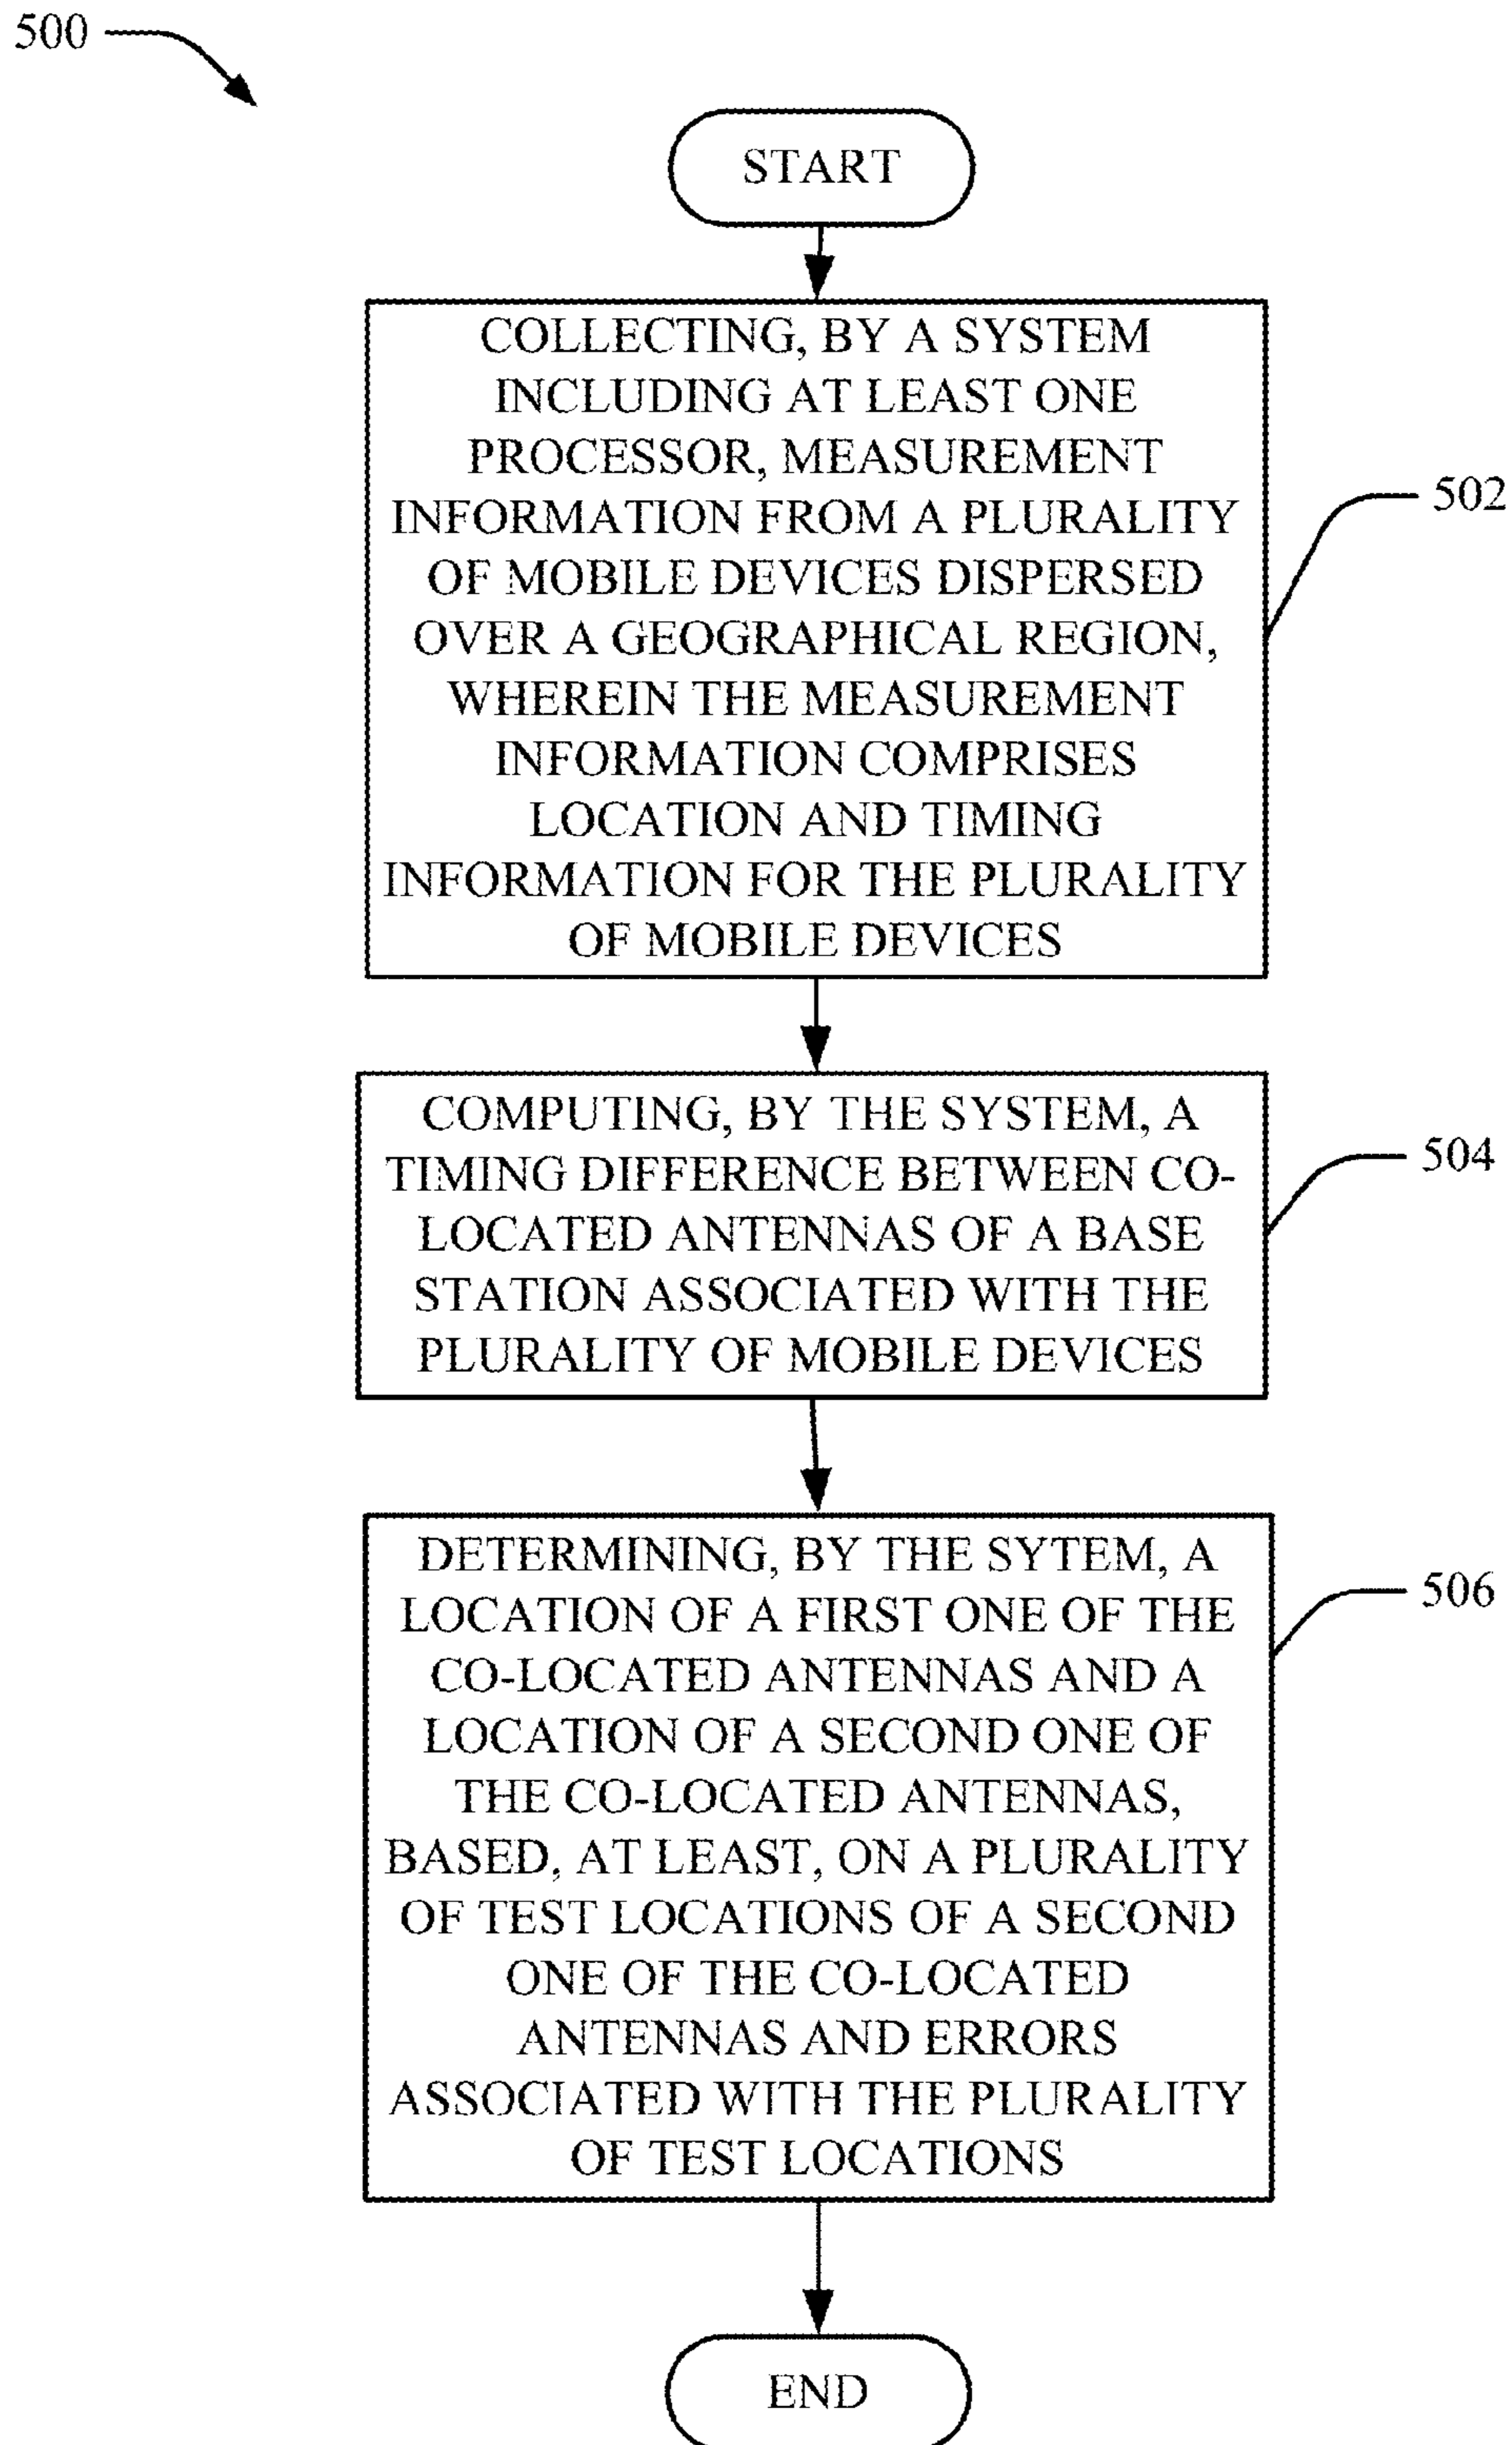 500
START
COLLECTING, BY A SYSTEM
INCLUDING AT LEAST ONE
PROCESSOR, MEASUREMENT
INFORMATION FROM A PLURALITY
OF MOBILE DEVICES DISPERSED
OVER A GEOGRAPHICAL REGION,
WHEREIN THE MEASUREMENT
INFORMATION COMPRISES
LOCATION AND TIMING
INFORMATION FOR THE PLURALITY
OF MOBILE DEVICES
502
COMPUTING, BY THE SYSTEM, A
TIMING DIFFERENCE BETWEEN CO-
LOCATED ANTENNAS OF A BASE
STATION ASSOCIATED WITH THE
PLURALITY OF MOBILE DEVICES
504
DETERMINING, BY THE SYTEM, A
LOCATION OF A FIRST ONE OF THE
CO-LOCATED ANTENNAS AND A
LOCATION OF A SECOND ONE OF
THE CO-LOCATED ANTENNAS,
BASED, AT LEAST, ON A PLURALITY
OF TEST LOCATIONS OF A SECOND
ONE OF THE CO-LOCATED
ANTENNAS AND ERRORS
ASSOCIATED WITH THE PLURALITY
OF TEST LOCATIONS
506
END